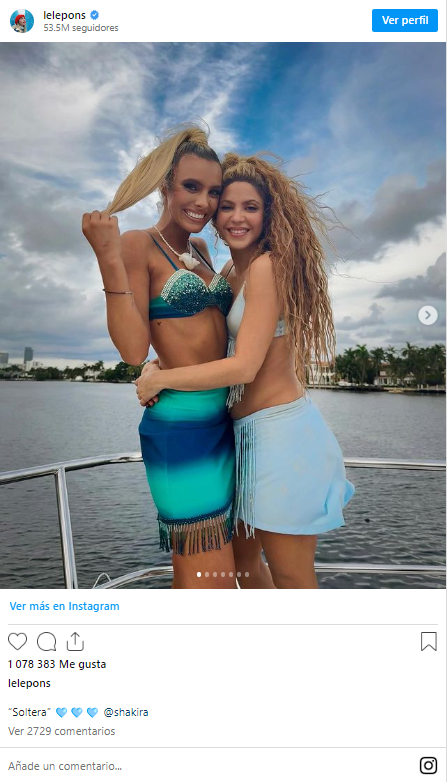 lelepons
53.5M seguidores
Ver perfil
Ver más en Instagram
1 078 383 Me gusta
lelepons
"Soltera" 🩵🩵🩵 @shakira
Ver 2729 comentarios
Añade un comentario...